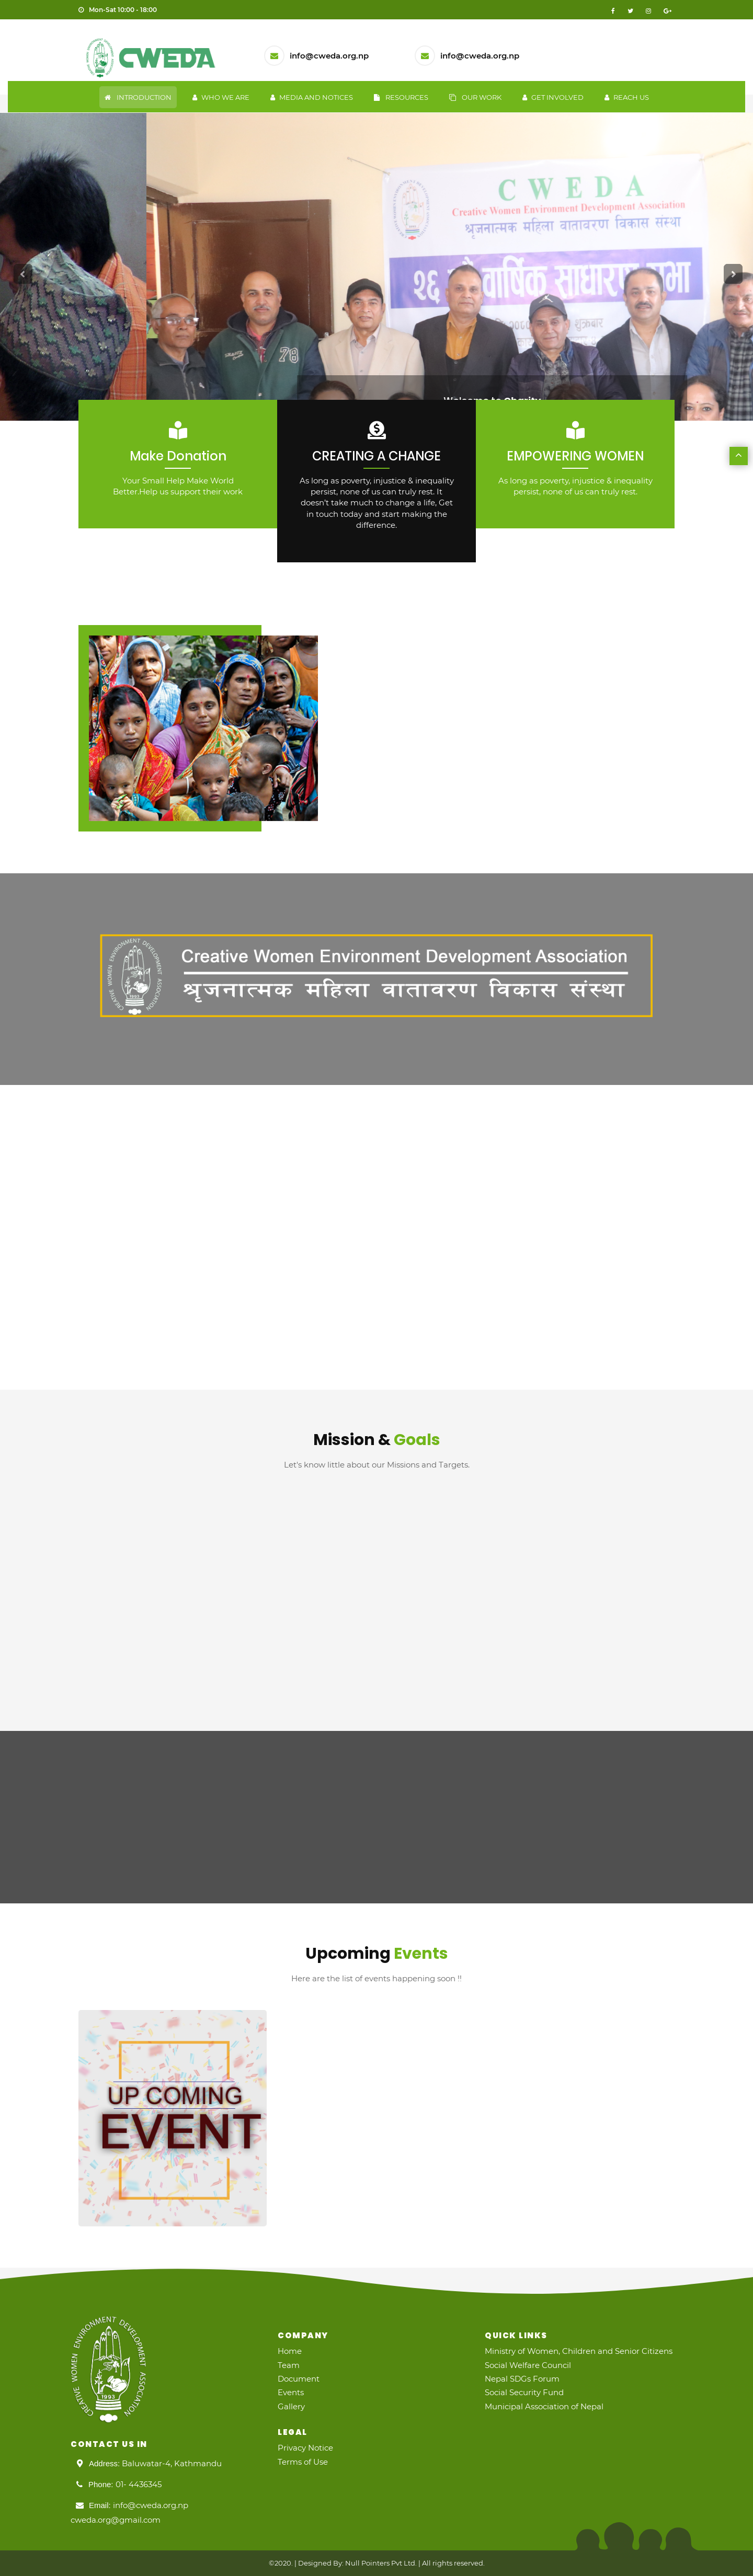 Mon-Sat 10:00 - 18:00
CWEDA
info@cweda.org.np
info@cweda.org.np
INTRODUCTION
WHO WE ARE
MEDIA AND NOTICES
RESOURCES
OUR WORK
GET INVOLVED
REACH US
CWEDA
Creative Women Environment Development Association
श्रृजनात्मक महिला वातावरण विकास संस्था
२६ औं वार्षिक साधारण सभा
78
Make Donation
Your Small Help Make World
Better.Help us support their work
CREATING A CHANGE
As long as poverty, injustice & inequality
persist, none of us can truly rest. It
doesn't take much to change a life, Get
in touch today and start making the
difference.
EMPOWERING WOMEN
As long as poverty, injustice & inequality
persist, none of us can truly rest.
Creative Women Environment Development Association
श्रृजनात्मक महिला वातावरण विकास संस्था
Mission & Goals
Let's know little about our Missions and Targets.
Upcoming Events
Here are the list of events happening soon !!
UP COMING
EVENT
CREATIVE WOMEN ENVIRONMENT DEVELOPMENT ASSOCIATION
1993
CONTACT US IN
Address: Baluwatar-4, Kathmandu
Phone: 01- 4436345
Email: info@cweda.org.np
cweda.org@gmail.com
COMPANY
Home
Team
Document
Events
Gallery
LEGAL
Privacy Notice
Terms of Use
QUICK LINKS
Ministry of Women, Children and Senior Citizens
Social Welfare Council
Nepal SDGs Forum
Social Security Fund
Municipal Association of Nepal
©2020. | Designed By: Null Pointers Pvt.Ltd. | All rights reserved.